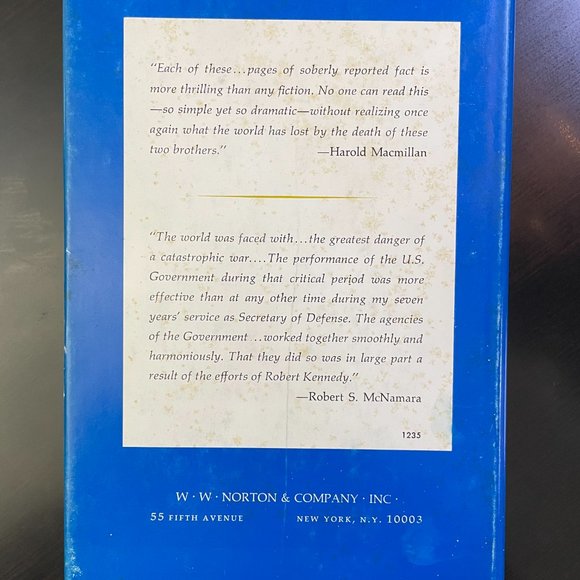 "Each of these...pages of soberly reported fact is
more thrilling than any fiction. No one can read this
—so simple yet so dramatic—without realizing once
again what the world has lost by the death of these
two brothers." —Harold Macmillan
"The world was faced with...the greatest danger of
a catastrophic war....The performance of the U.S.
Government during that critical period was more
effective than at any other time during my seven
years' service as Secretary of Defense. The agencies
of the Government ...worked together smoothly and
harmoniously. That they did so was in large part a
result of the efforts of Robert Kennedy."
—Robert S. McNamara
1235
W · W · NORTON & COMPANY · INC ·
55 FIFTH AVENUE NEW YORK, N.Y. 10003